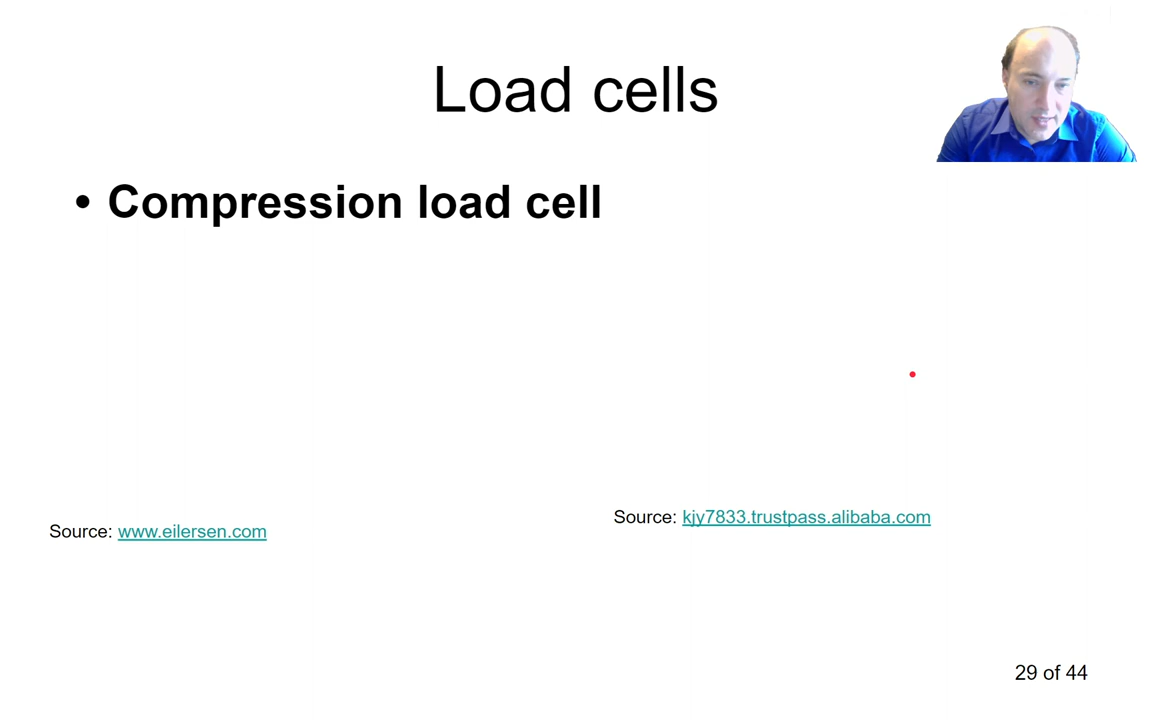 Load cells
• Compression load cell
Source: kjy7833.trustpass.alibaba.com
Source: www.eilersen.com
29 of 44